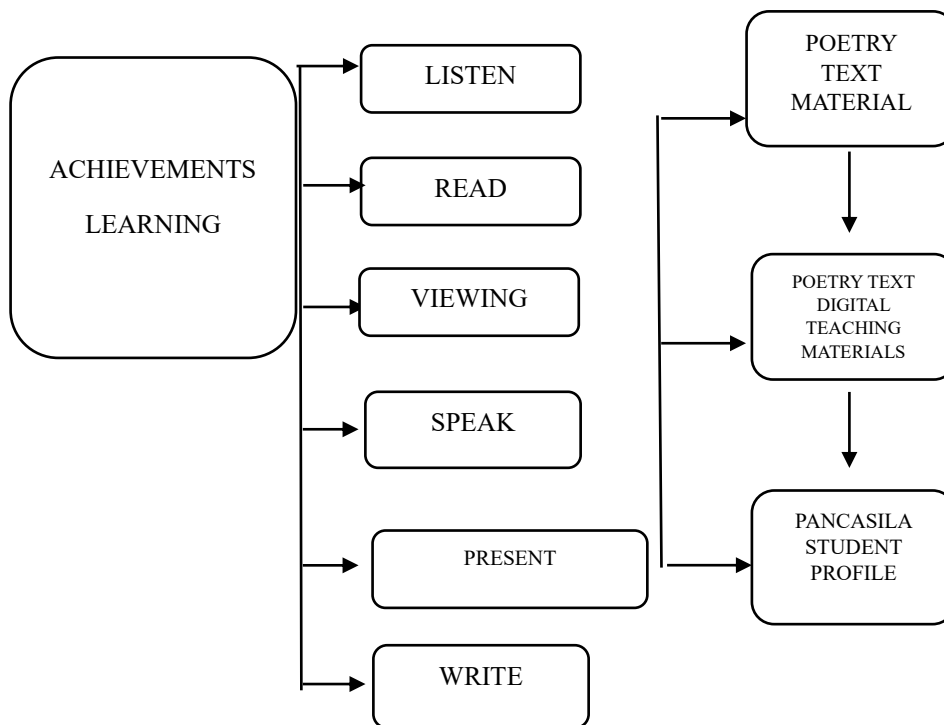 ACHIEVEMENTS
LEARNING
LISTEN
READ
VIEWING
SPEAK
PRESENT
WRITE
POETRY
TEXT
MATERIAL
POETRY TEXT
DIGITAL
TEACHING
MATERIALS
PANCASILA
STUDENT
PROFILE